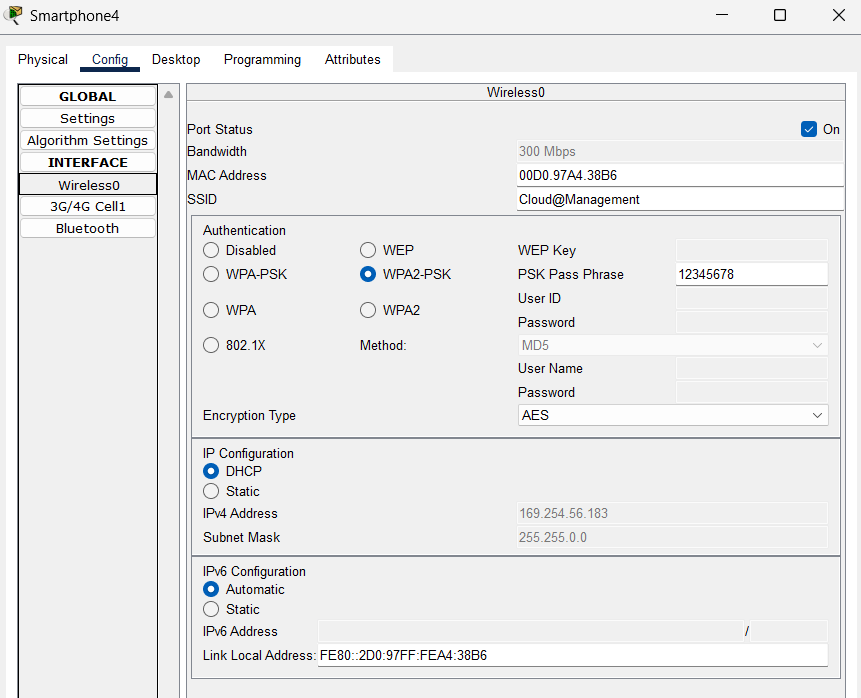 Smartphone4
Physical Config Desktop Programming Attributes
GLOBAL
Settings
Algorithm Settings
INTERFACE
Wireless0
3G/4G Cell1
Bluetooth
Wireless0
Port Status On
Bandwidth 300 Mbps
MAC Address 00D0.97A4.38B6
SSID Cloud@Management
Authentication
Disabled WEP WEP Key
WPA-PSK WPA2-PSK PSK Pass Phrase 12345678
User ID
WPA WPA2
Password
802.1X Method: MD5
User Name
Password
Encryption Type AES
IP Configuration
DHCP
Static
IPv4 Address 169.254.56.183
Subnet Mask 255.255.0.0
IPv6 Configuration
Automatic
Static
IPv6 Address /
Link Local Address: FE80::2D0:97FF:FEA4:38B6